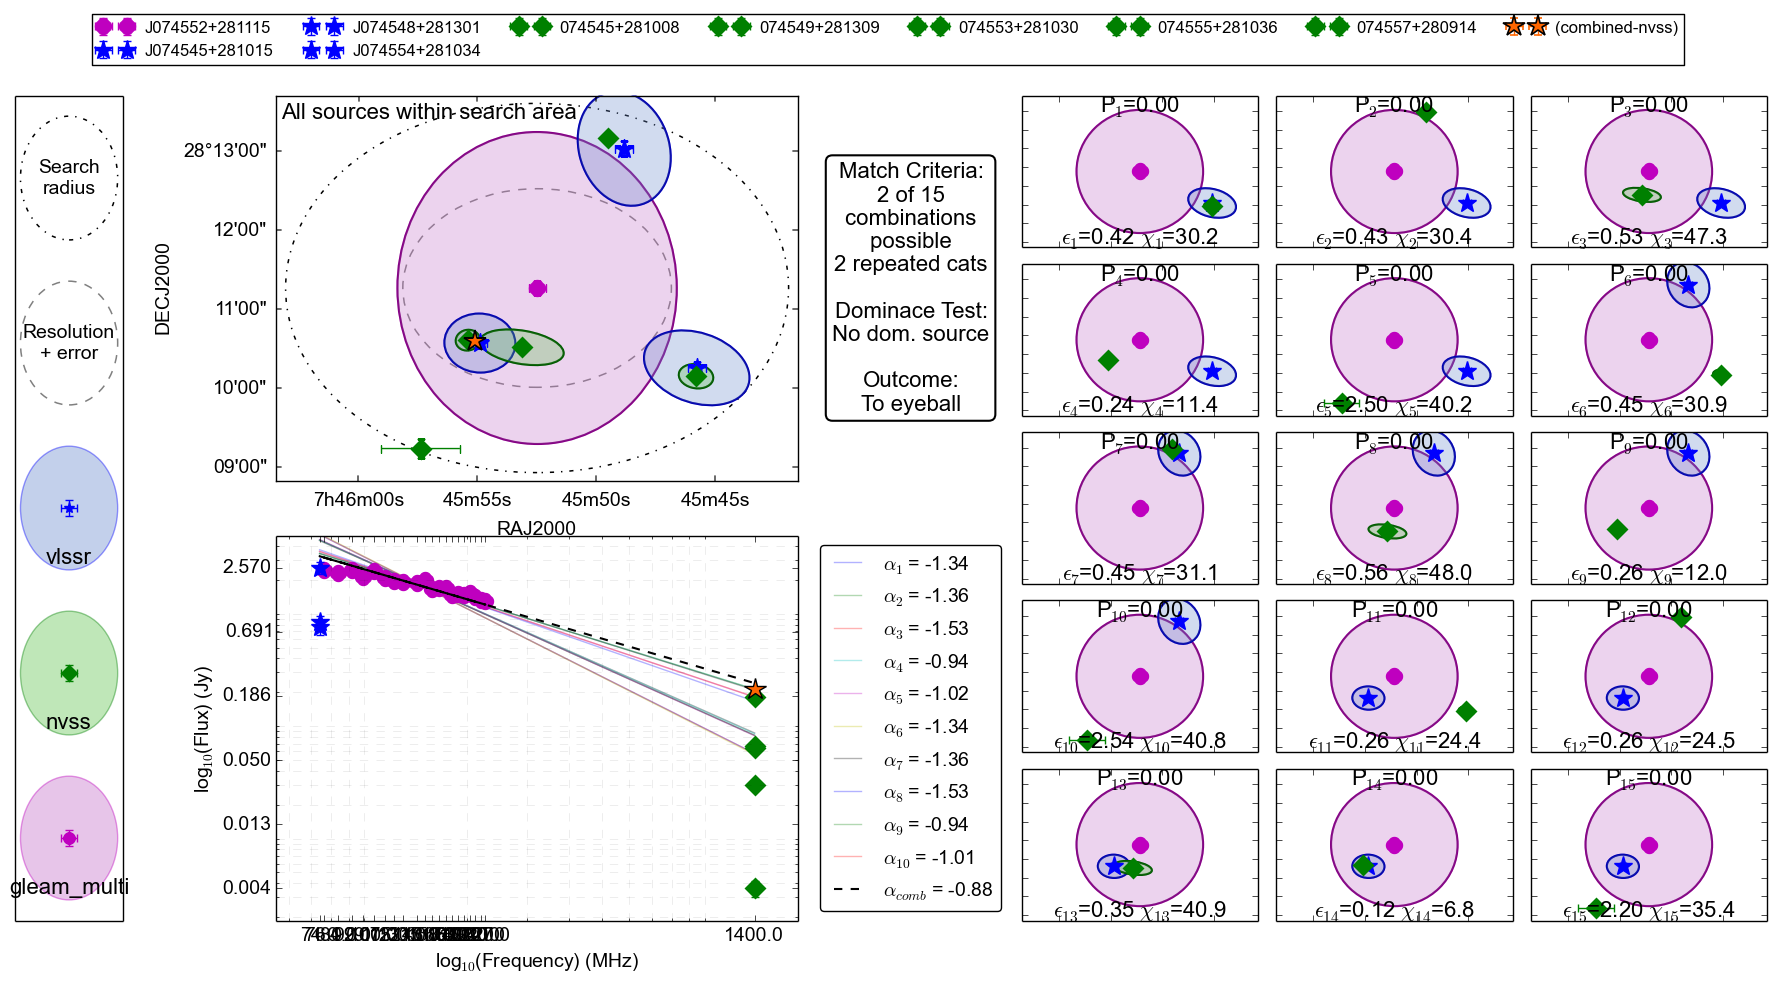 J074552+281115
J074548+281301
074545+281008
074549+281309
074553+281030
074555+281036
074557+280914
(combined-nvss)
J074545+281015
J074554+281034
Search
radius
Resolution
+ error
vlssr
nvss
gleam_multi
All sources within search area
DECJ2000
28°13'00"
12'00"
11'00"
10'00"
09'00"
7h46m00s
45m55s
45m50s
45m45s
RAJ2000
Match Criteria:
2 of 15
combinations
possible
2 repeated cats
Dominace Test:
No dom. source
Outcome:
To eyeball
log10(Flux) (Jy)
2.570
0.691
0.186
0.050
0.013
0.004
1400.0
log10(Frequency) (MHz)
α1 = -1.34
α2 = -1.36
α3 = -1.53
α4 = -0.94
α5 = -1.02
α6 = -1.34
α7 = -1.36
α8 = -1.53
α9 = -0.94
α10 = -1.01
αcomb = -0.88
P1=0.00
ϵ1=0.42 χ1=30.2
P2=0.00
ϵ2=0.43 χ2=30.4
P3=0.00
ϵ3=0.53 χ3=47.3
P4=0.00
ϵ4=0.24 χ4=11.4
P5=0.00
ϵ5=2.50 χ5=40.2
P6=0.00
ϵ6=0.45 χ6=30.9
P7=0.00
ϵ7=0.45 χ7=31.1
P8=0.00
ϵ8=0.56 χ8=48.0
P9=0.00
ϵ9=0.26 χ9=12.0
P10=0.00
ϵ10=2.54 χ10=40.8
P11=0.00
ϵ11=0.26 χ11=24.4
P12=0.00
ϵ12=0.26 χ12=24.5
P13=0.00
ϵ13=0.35 χ13=40.9
P14=0.00
ϵ14=0.12 χ14=6.8
P15=0.00
ϵ15=2.20 χ15=35.4